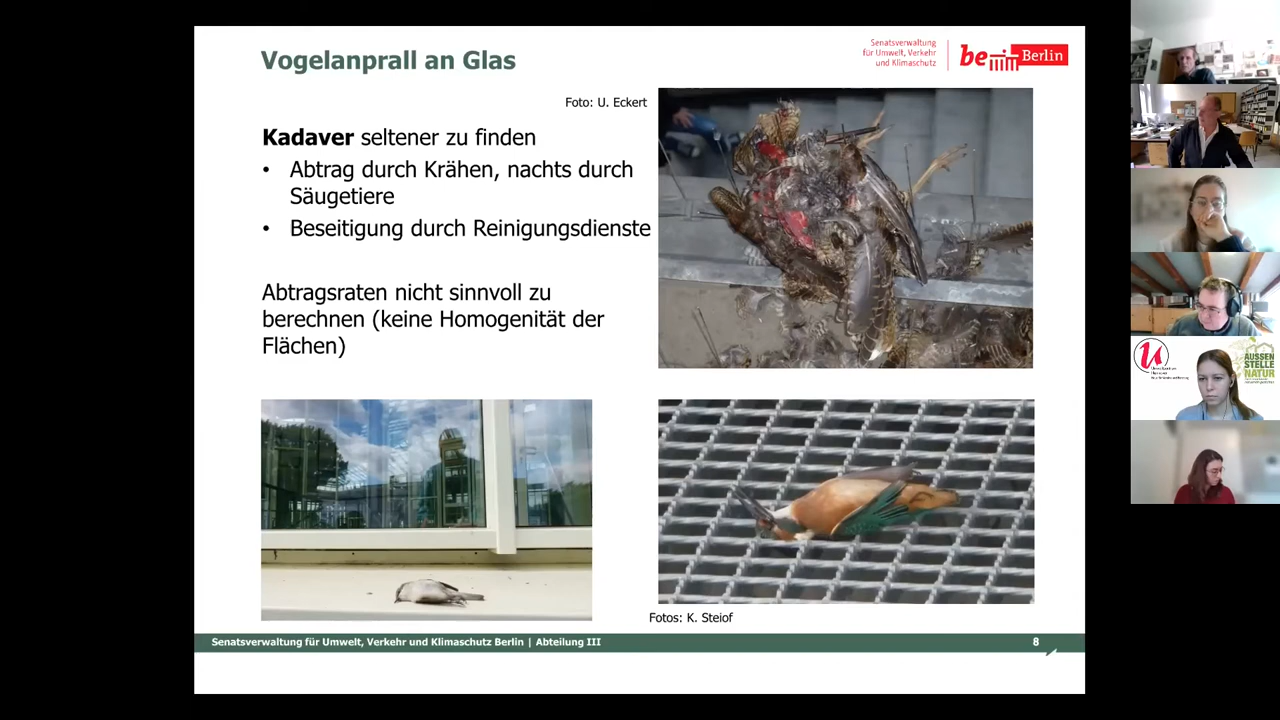 Vogelanprall an Glas
Senatsverwaltung
für Umwelt, Verkehr
und Klimaschutz
be Berlin
Foto: U. Eckert
Kadaver seltener zu finden
• Abtrag durch Krähen, nachts durch
Säugetiere
• Beseitigung durch Reinigungsdienste
Abtragsraten nicht sinnvoll zu
berechnen (keine Homogenität der
Flächen)
Fotos: K. Steiof
Senatsverwaltung für Umwelt, Verkehr und Klimaschutz Berlin | Abteilung III
8
AUSSEN
STELLE
NATUR